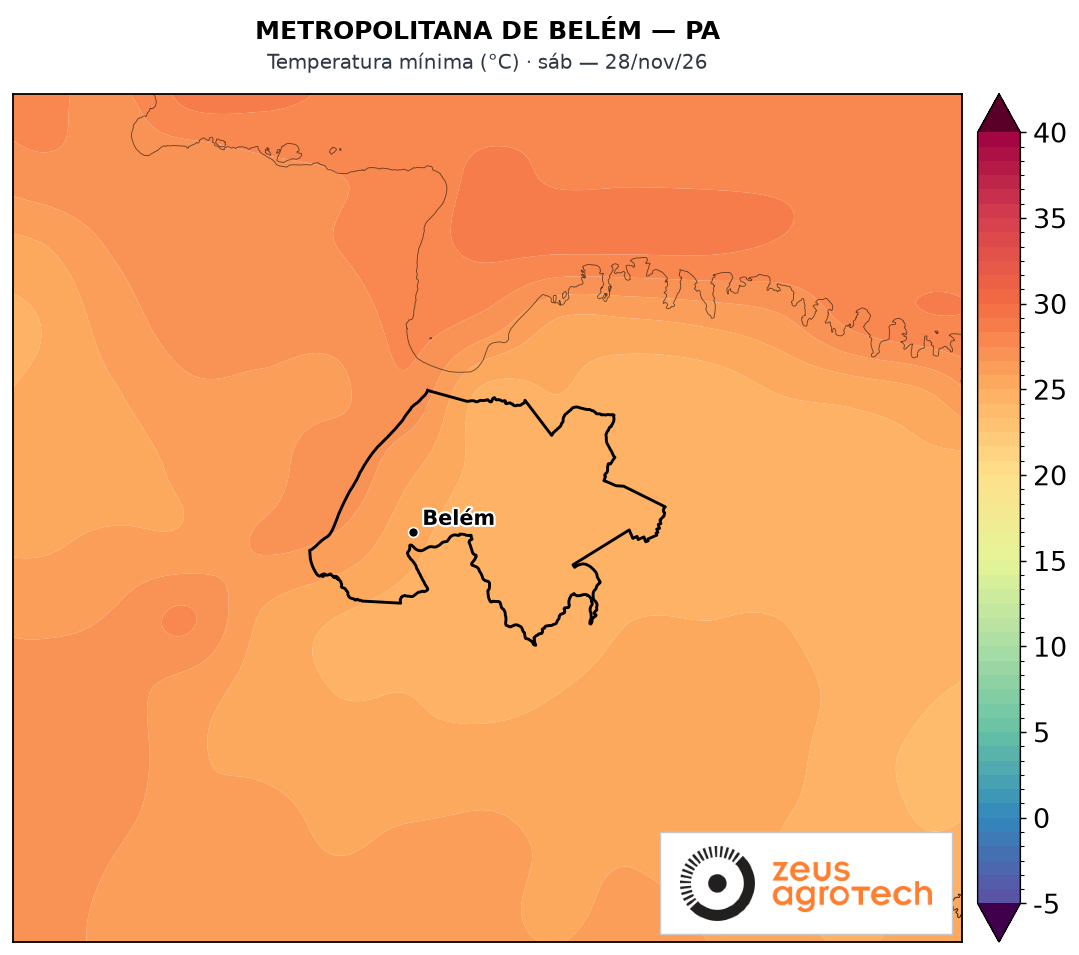 METROPOLITANA DE BELÉM — PA
Temperatura mínima (°C) · sáb — 28/nov/26
40
35
30
25
20
15
10
5
0
-5
Belém
zeus
agrotech